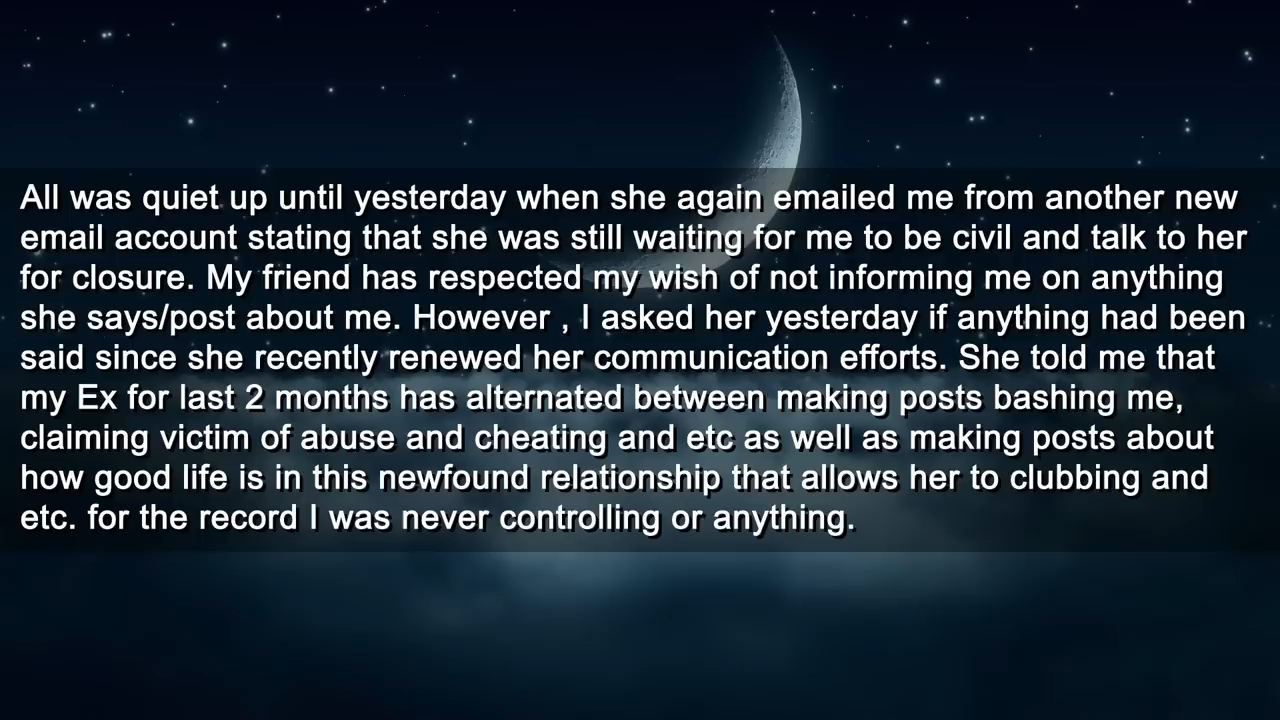 All was quiet up until yesterday when she again emailed me from another new
email account stating that she was still waiting for me to be civil and talk to her
for closure. My friend has respected my wish of not informing me on anything
she says/post about me. However , I asked her yesterday if anything had been
said since she recently renewed her communication efforts. She told me that
my Ex for last 2 months has alternated between making posts bashing me,
claiming victim of abuse and cheating and etc as well as making posts about
how good life is in this newfound relationship that allows her to clubbing and
etc. for the record I was never controlling or anything.